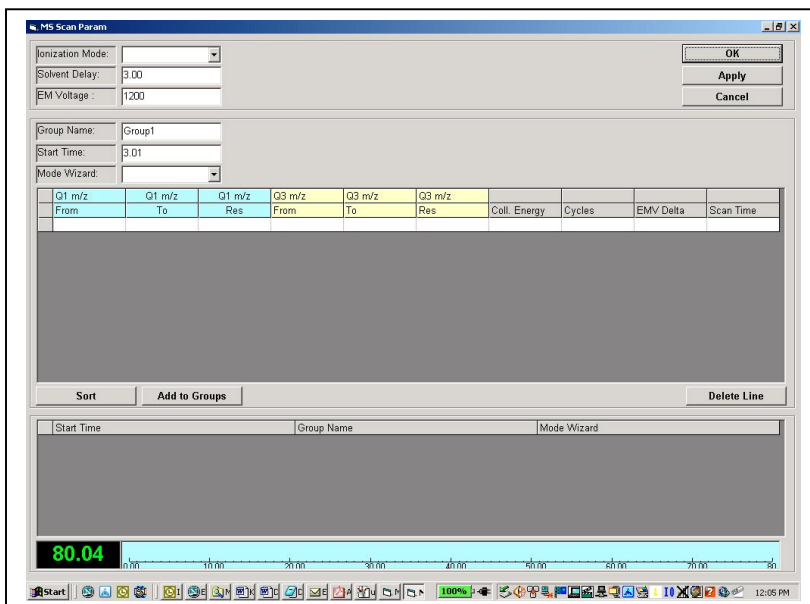 MS Scan Param
Ionization Mode:
OK
Solvent Delay: 3.00
Apply
EM Voltage : 1200
Cancel
Group Name: Group1
Start Time: 3.01
Mode Wizard:
Q1 m/z Q1 m/z Q1 m/z Q3 m/z Q3 m/z Q3 m/z
From To Res From To Res Coll. Energy Cycles EMV Delta Scan Time
Sort Add to Groups Delete Line
Start Time Group Name Mode Wizard
80.04
0.00 10.00 20.00 30.00 40.00 50.00 60.00 70.00 80
Start 100% 12:05 PM